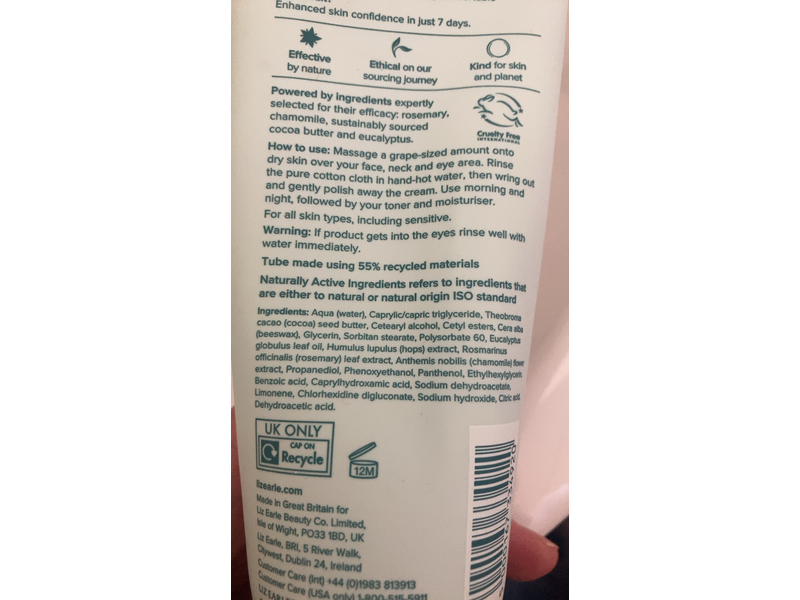 Enhanced skin confidence in just 7 days.
Effective
by nature
Ethical on our
sourcing journey
Kind for skin
and planet
Powered by ingredients expertly
selected for their efficacy: rosemary,
chamomile, sustainably sourced
cocoa butter and eucalyptus.
Cruelty Free
INTERNATIONAL
How to use: Massage a grape-sized amount onto
dry skin over your face, neck and eye area. Rinse
the pure cotton cloth in hand-hot water, then wring out
and gently polish away the cream. Use morning and
night, followed by your toner and moisturiser.
For all skin types, including sensitive.
Warning: If product gets into the eyes rinse well with
water immediately.
Tube made using 55% recycled materials
Naturally Active Ingredients refers to ingredients that
are either to natural or natural origin ISO standard
Ingredients: Aqua (water), Caprylic/capric triglyceride, Theobroma
cacao (cocoa) seed butter, Cetearyl alcohol, Cetyl esters, Cera alba
(beeswax), Glycerin, Sorbitan stearate, Polysorbate 60, Eucalyptus
globulus leaf oil, Humulus lupulus (hops) extract, Rosmarinus
officinalis (rosemary) leaf extract, Anthemis nobilis (chamomile) flower
extract, Propanediol, Phenoxyethanol, Panthenol, Ethylhexylglycerin,
Benzoic acid, Caprylhydroxamic acid, Sodium dehydroacetate,
Limonene, Chlorhexidine digluconate, Sodium hydroxide, Citric acid,
Dehydroacetic acid.
UK ONLY
CAP ON
Recycle
12M
lizearle.com
Made in Great Britain for
Liz Earle Beauty Co. Limited,
Isle of Wight, PO33 1BD, UK
Liz Earle, BRI, 5 River Walk,
Citywest, Dublin 24, Ireland
Customer Care (Int) +44 (0)1983 813913
Customer Care (USA only) 1-800-515-5911